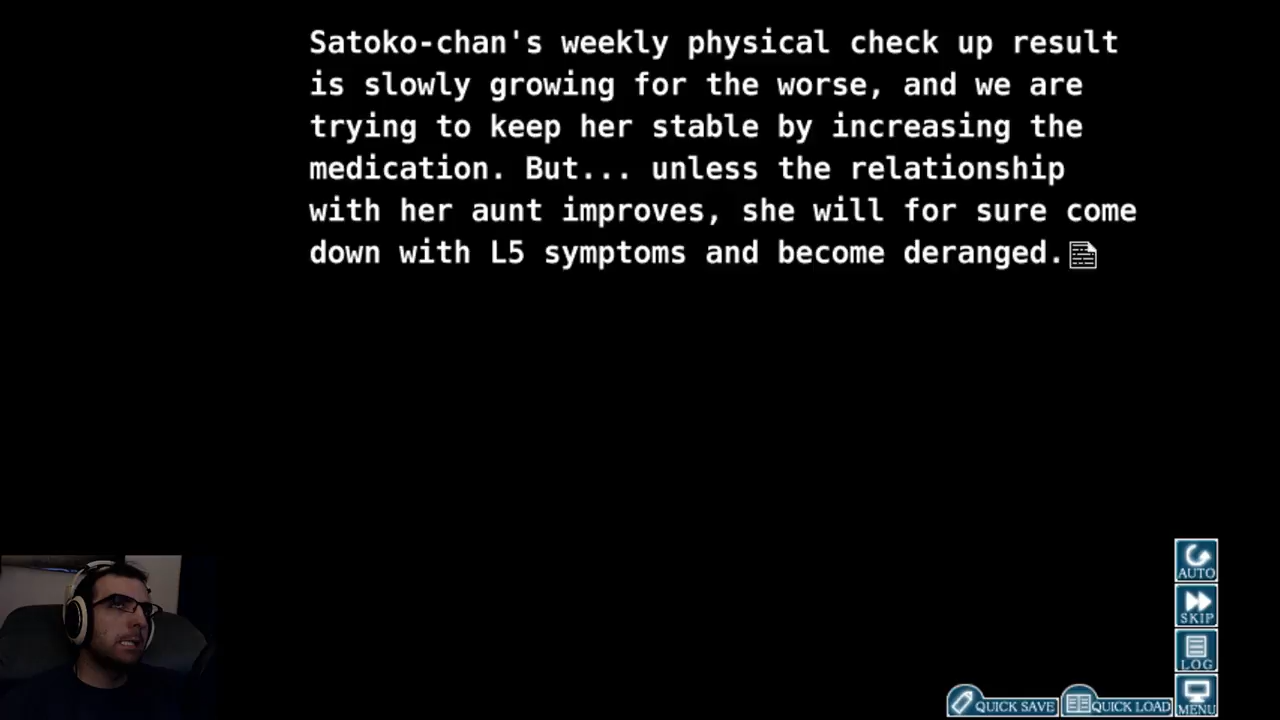 Satoko-chan's weekly physical check up result
is slowly growing for the worse, and we are
trying to keep her stable by increasing the
medication. But... unless the relationship
with her aunt improves, she will for sure come
down with L5 symptoms and become deranged.
AUTO
SKIP
LOG
QUICK SAVE
QUICK LOAD
MENU